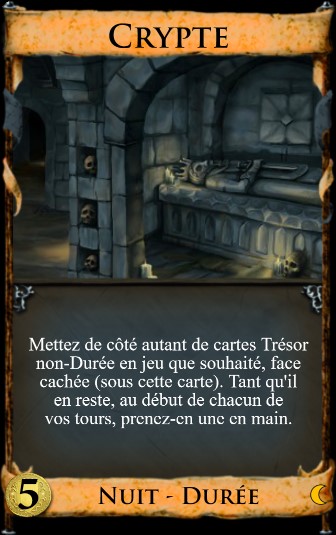 Crypte
Mettez de côté autant de cartes Trésor
non-Durée en jeu que souhaité, face
cachée (sous cette carte). Tant qu'il
en reste, au début de chacun de
vos tours, prenez-en une en main.
5 Nuit - Durée